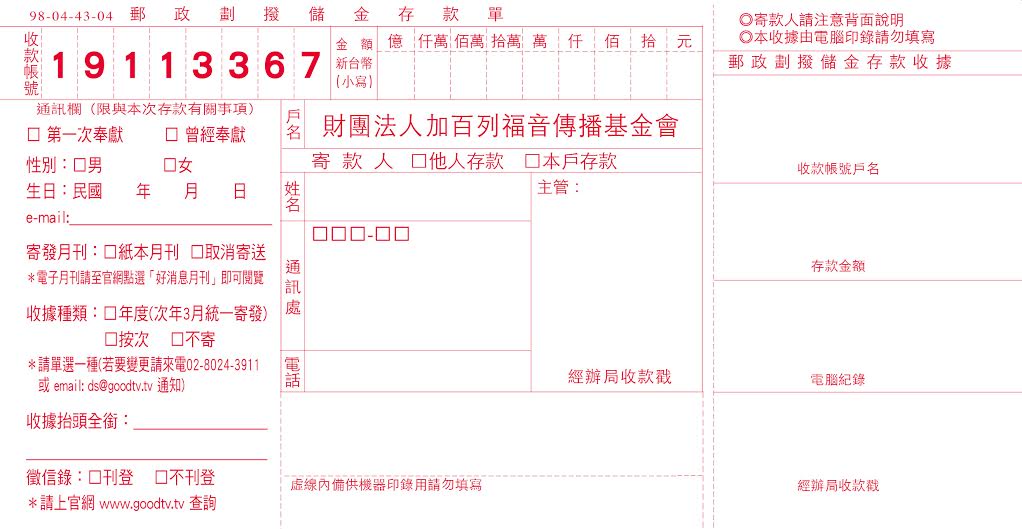 98-04-43-04 郵政劃撥儲金存款單
收款帳號 19113367
金額新台幣(小寫) 億 仟萬 佰萬 拾萬 萬 仟 佰 拾 元
通訊欄（限與本次存款有關事項）
□ 第一次奉獻 □ 曾經奉獻
性別：□男 □女
生日：民國 年 月 日
e-mail:
寄發月刊：□紙本月刊 □取消寄送
＊電子月刊請至官網點選「好消息月刊」即可閱覽
收據種類：□年度(次年3月統一寄發)
□按次 □不寄
＊請單選一種(若要變更請來電02-8024-3911
或 email: ds@goodtv.tv 通知)
收據抬頭全銜：
徵信錄：□刊登 □不刊登
＊請上官網 www.goodtv.tv 查詢
戶名 財團法人加百列福音傳播基金會
寄款人 □他人存款 □本戶存款
姓名
主管：
□□□-□□
通訊處
電話
經辦局收款戳
虛線內備供機器印錄用請勿填寫
◎寄款人請注意背面說明
◎本收據由電腦印錄請勿填寫
郵政劃撥儲金存款收據
收款帳號戶名
存款金額
電腦紀錄
經辦局收款戳